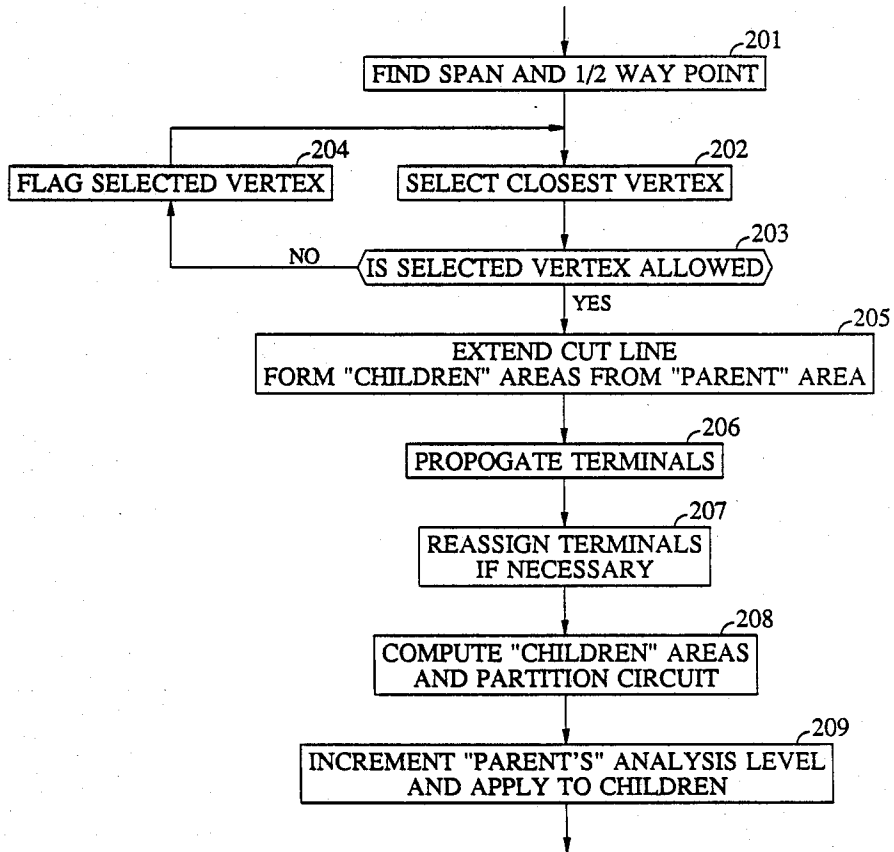 201
FIND SPAN AND 1/2 WAY POINT
204
FLAG SELECTED VERTEX
202
SELECT CLOSEST VERTEX
203
NO
IS SELECTED VERTEX ALLOWED
YES
205
EXTEND CUT LINE
FORM "CHILDREN" AREAS FROM "PARENT" AREA
206
PROPOGATE TERMINALS
207
REASSIGN TERMINALS
IF NECESSARY
208
COMPUTE "CHILDREN" AREAS
AND PARTITION CIRCUIT
209
INCREMENT "PARENT'S" ANALYSIS LEVEL
AND APPLY TO CHILDREN